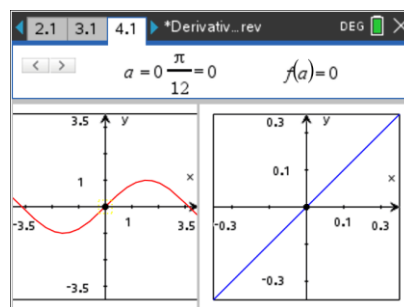 2.1 3.1 4.1 *Derivativ...rev DEG
< > a = 0 π/12 = 0 f(a)=0
3.5 y 0.3 y
1 x 0.1 x
-3.5 1 3.5 -0.3 0.1 0.3
-3.5 -0.3